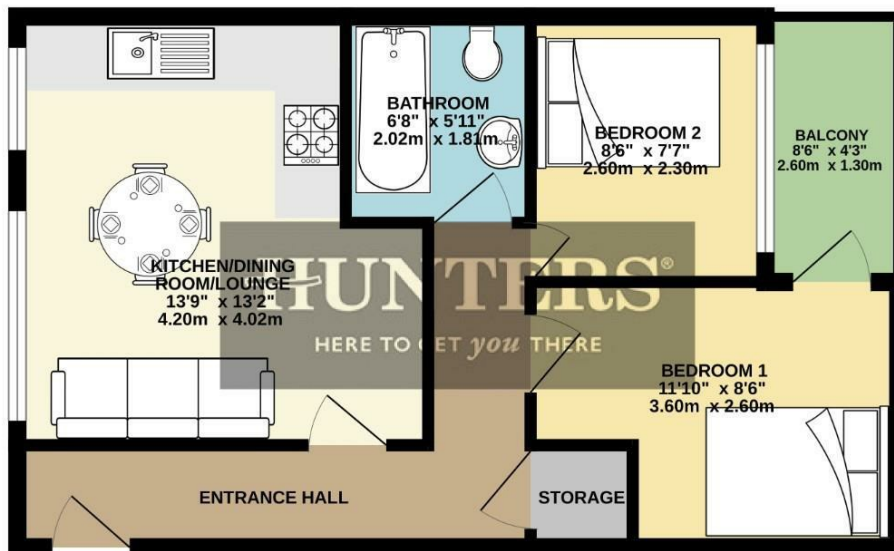 BATHROOM
6'8" x 5'11"
2.02m x 1.81m
BEDROOM 2
8'6" x 7'7"
2.60m x 2.30m
BALCONY
8'6" x 4'3"
2.60m x 1.30m
KITCHEN/DINING
ROOM/LOUNGE
13'9" x 13'2"
4.20m x 4.02m
HUNTERS®
HERE TO GET you THERE
BEDROOM 1
11'10" x 8'6"
3.60m x 2.60m
ENTRANCE HALL
STORAGE